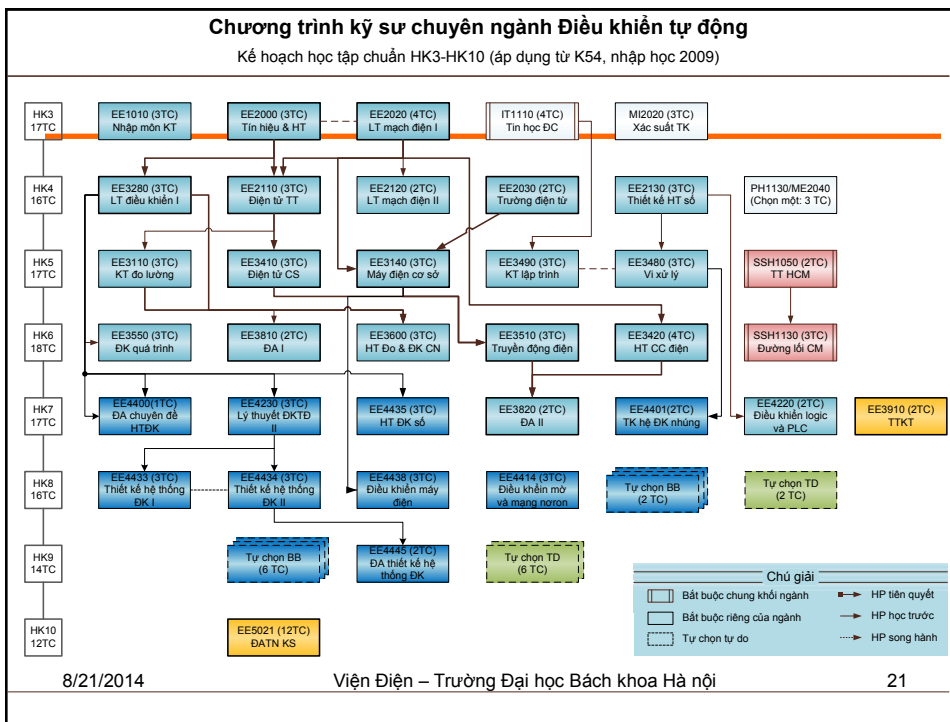 Chương trình kỹ sư chuyên ngành Điều khiển tự động
Kế hoạch học tập chuẩn HK3-HK10 (áp dụng từ K54, nhập học 2009)
HK3
17TC
EE1010 (3TC)
Nhập môn KT
EE2000 (3TC)
Tín hiệu & HT
EE2020 (4TC)
LT mạch điện I
IT1110 (4TC)
Tin học ĐC
MI2020 (3TC)
Xác suất TK
HK4
16TC
EE3280 (3TC)
LT điều khiển I
EE2110 (3TC)
Điện tử TT
EE2120 (2TC)
LT mạch điện II
EE2030 (2TC)
Trường điện từ
EE2130 (3TC)
Thiết kế HT số
PH1130/ME2040
(Chọn một: 3 TC)
HK5
17TC
EE3110 (3TC)
KT đo lường
EE3410 (3TC)
Điện tử CS
EE3140 (3TC)
Máy điện cơ sở
EE3490 (3TC)
KT lập trình
EE3480 (3TC)
Vi xử lý
SSH1050 (2TC)
TT HCM
HK6
18TC
EE3550 (3TC)
ĐK quá trình
EE3810 (2TC)
ĐA I
EE3600 (3TC)
HT Đo & ĐK CN
EE3510 (3TC)
Truyền động điện
EE3420 (4TC)
HT CC điện
SSH1130 (3TC)
Đường lối CM
HK7
17TC
EE4400(1TC)
ĐA chuyên đề
HTĐK
EE4230 (3TC)
Lý thuyết ĐKTĐ
II
EE4435 (3TC)
HT ĐK số
EE3820 (2TC)
ĐA II
EE4401(2TC)
TK hệ ĐK nhúng
EE4220 (2TC)
Điều khiển logic
và PLC
EE3910 (2TC)
TTKT
HK8
16TC
EE4433 (3TC)
Thiết kế hệ thống
ĐK I
EE4434 (3TC)
Thiết kế hệ thống
ĐK II
EE4438 (3TC)
Điều khiển máy
điện
EE4414 (3TC)
Điều khểin mờ
và mạng nơron
Tự chọn BB
(2 TC)
Tự chọn TD
(2 TC)
HK9
14TC
Tự chọn BB
(6 TC)
EE4445 (2TC)
ĐA thiết kế hệ
thống ĐK
Tự chọn TD
(6 TC)
HK10
12TC
EE5021 (12TC)
ĐATN KS
Chú giải
Bắt buộc chung khối ngành
HP tiên quyết
Bắt buộc riêng của ngành
HP học trước
Tự chọn tự do
HP song hành
8/21/2014
Viện Điện – Trường Đại học Bách khoa Hà nội
21